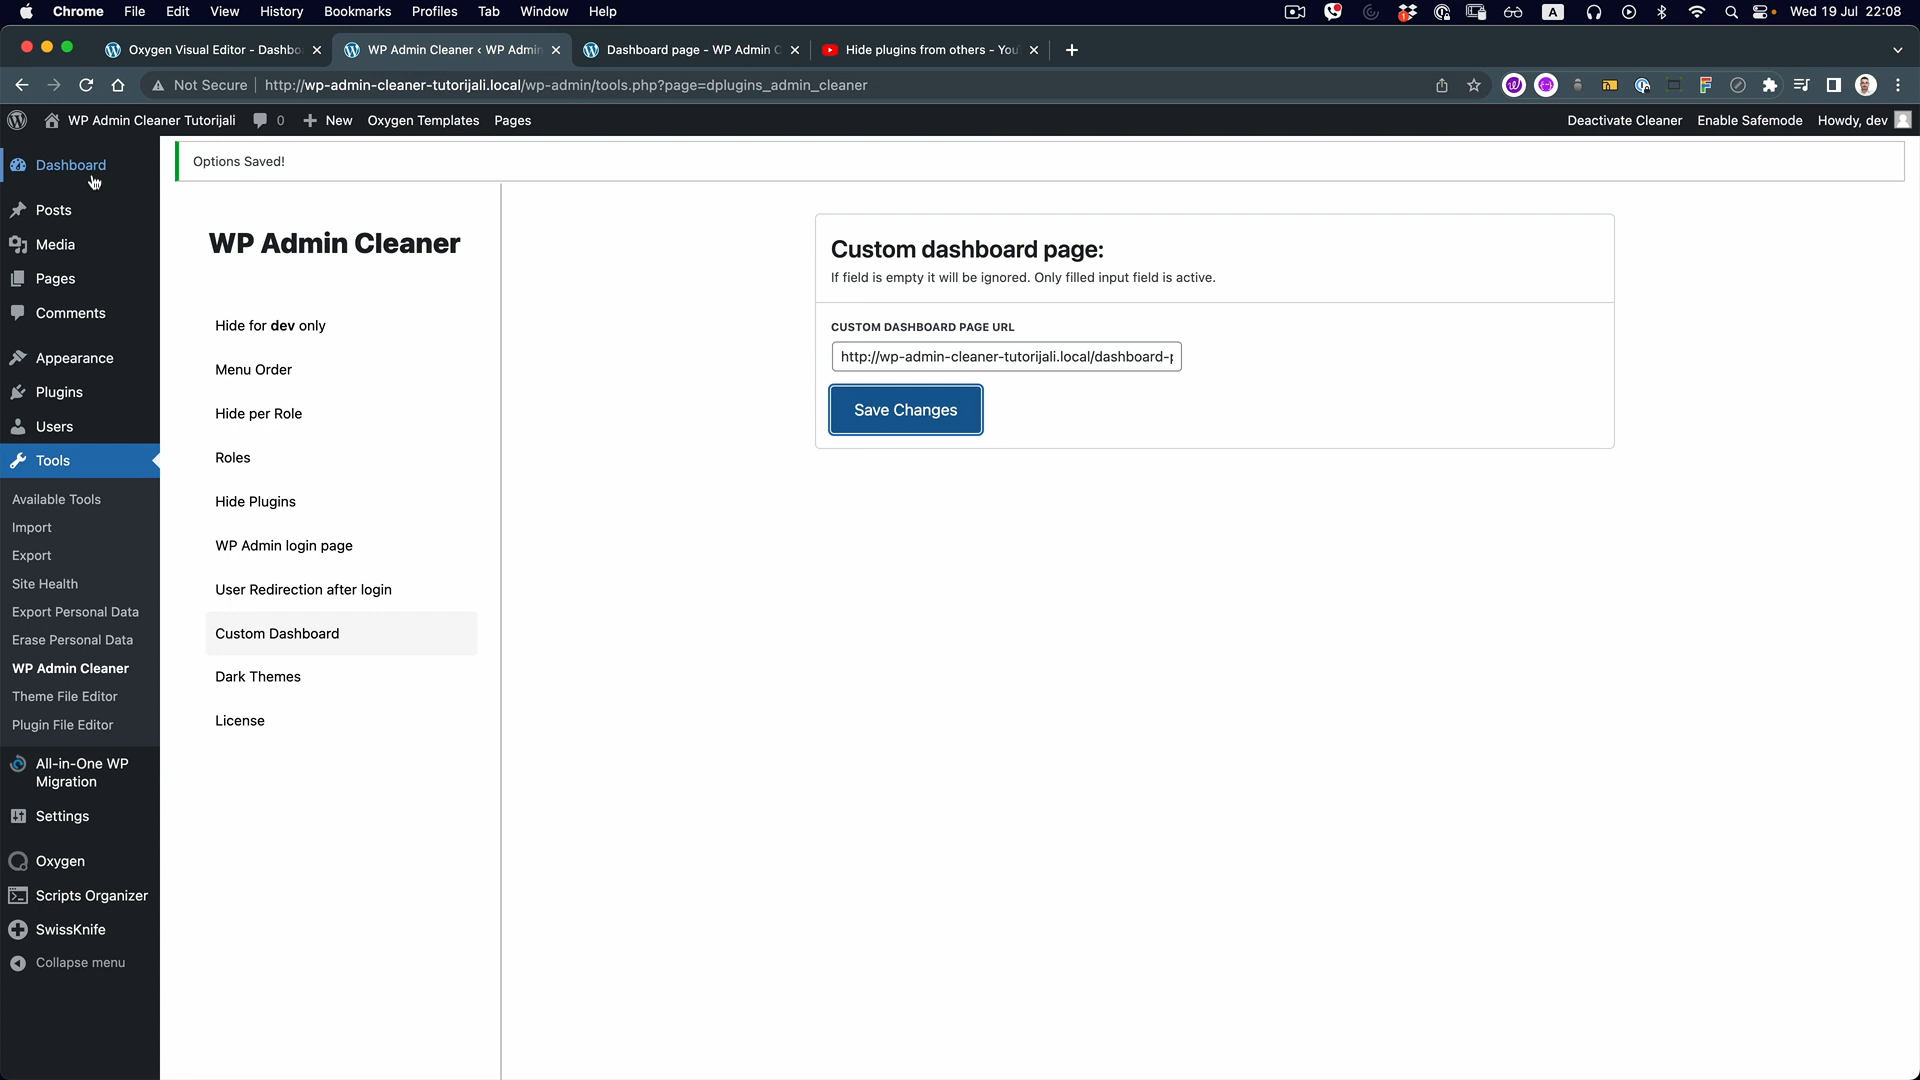 Chrome File Edit View History Bookmarks Profiles Tab Window Help
A
Wed 19 Jul 22:08
Oxygen Visual Editor - Dashbo
WP Admin Cleaner ‹ WP Admin
Dashboard page - WP Admin C
Hide plugins from others - You
Not Secure http://wp-admin-cleaner-tutorijali.local/wp-admin/tools.php?page=dplugins_admin_cleaner
WP Admin Cleaner Tutorijali 0 New Oxygen Templates Pages
Deactivate Cleaner Enable Safemode Howdy, dev
Dashboard
Posts
Media
Pages
Comments
Appearance
Plugins
Users
Tools
Available Tools
Import
Export
Site Health
Export Personal Data
Erase Personal Data
WP Admin Cleaner
Theme File Editor
Plugin File Editor
All-in-One WP
Migration
Settings
Oxygen
Scripts Organizer
SwissKnife
Collapse menu
Options Saved!
WP Admin Cleaner
Hide for dev only
Menu Order
Hide per Role
Roles
Hide Plugins
WP Admin login page
User Redirection after login
Custom Dashboard
Dark Themes
License
Custom dashboard page:
If field is empty it will be ignored. Only filled input field is active.
CUSTOM DASHBOARD PAGE URL
http://wp-admin-cleaner-tutorijali.local/dashboard-p
Save Changes